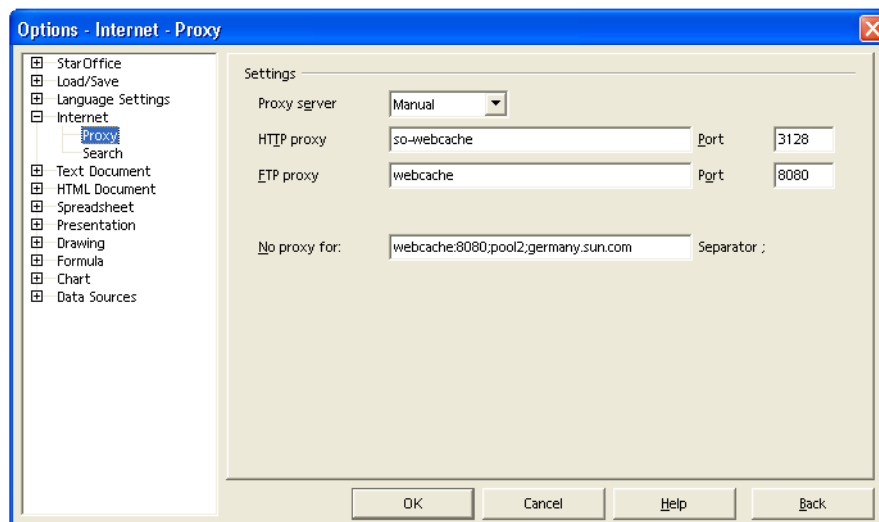 Options - Internet - Proxy
StarOffice
Load/Save
Language Settings
Internet
Proxy
Search
Text Document
HTML Document
Spreadsheet
Presentation
Drawing
Formula
Chart
Data Sources
Settings
Proxy server Manual
HTTP proxy so-webcache Port 3128
FTP proxy webcache Port 8080
No proxy for: webcache:8080;pool2;germany.sun.com Separator ;
OK Cancel Help Back